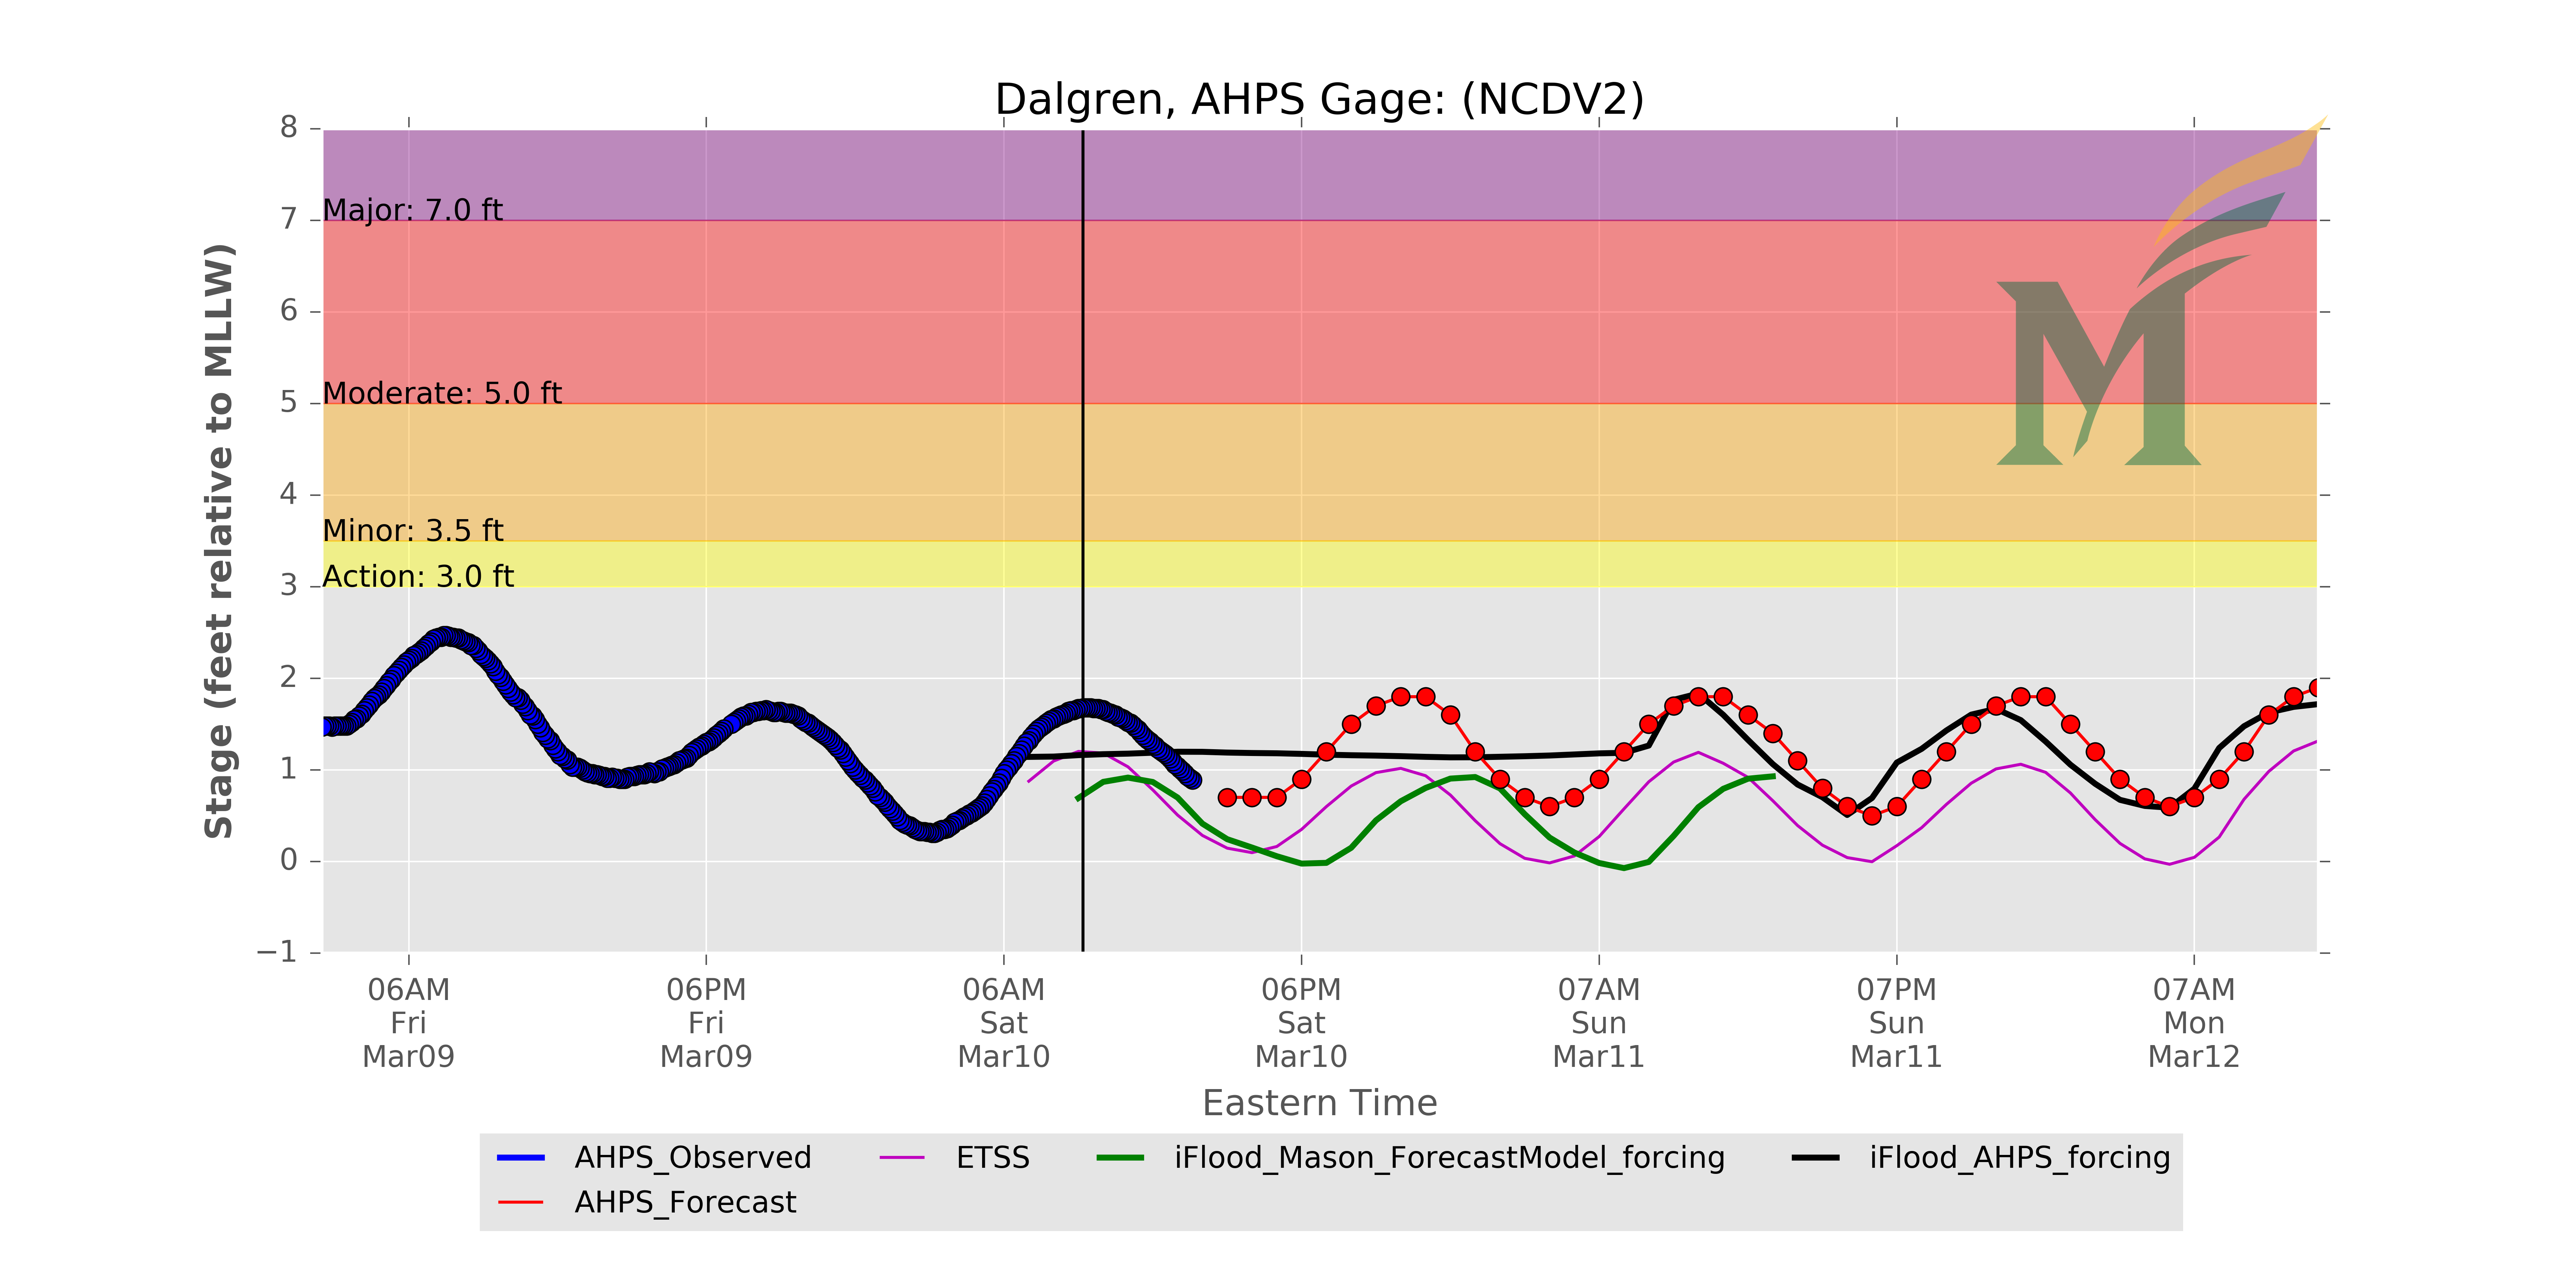 Dalgren, AHPS Gage: (NCDV2)
Stage (feet relative to MLLW)
8
7
6
5
4
3
2
1
0
−1
Major: 7.0 ft
Moderate: 5.0 ft
Minor: 3.5 ft
Action: 3.0 ft
06AM
Fri
Mar09
06PM
Fri
Mar09
06AM
Sat
Mar10
06PM
Sat
Mar10
07AM
Sun
Mar11
07PM
Sun
Mar11
07AM
Mon
Mar12
Eastern Time
AHPS_Observed
AHPS_Forecast
ETSS
iFlood_Mason_ForecastModel_forcing
iFlood_AHPS_forcing
M